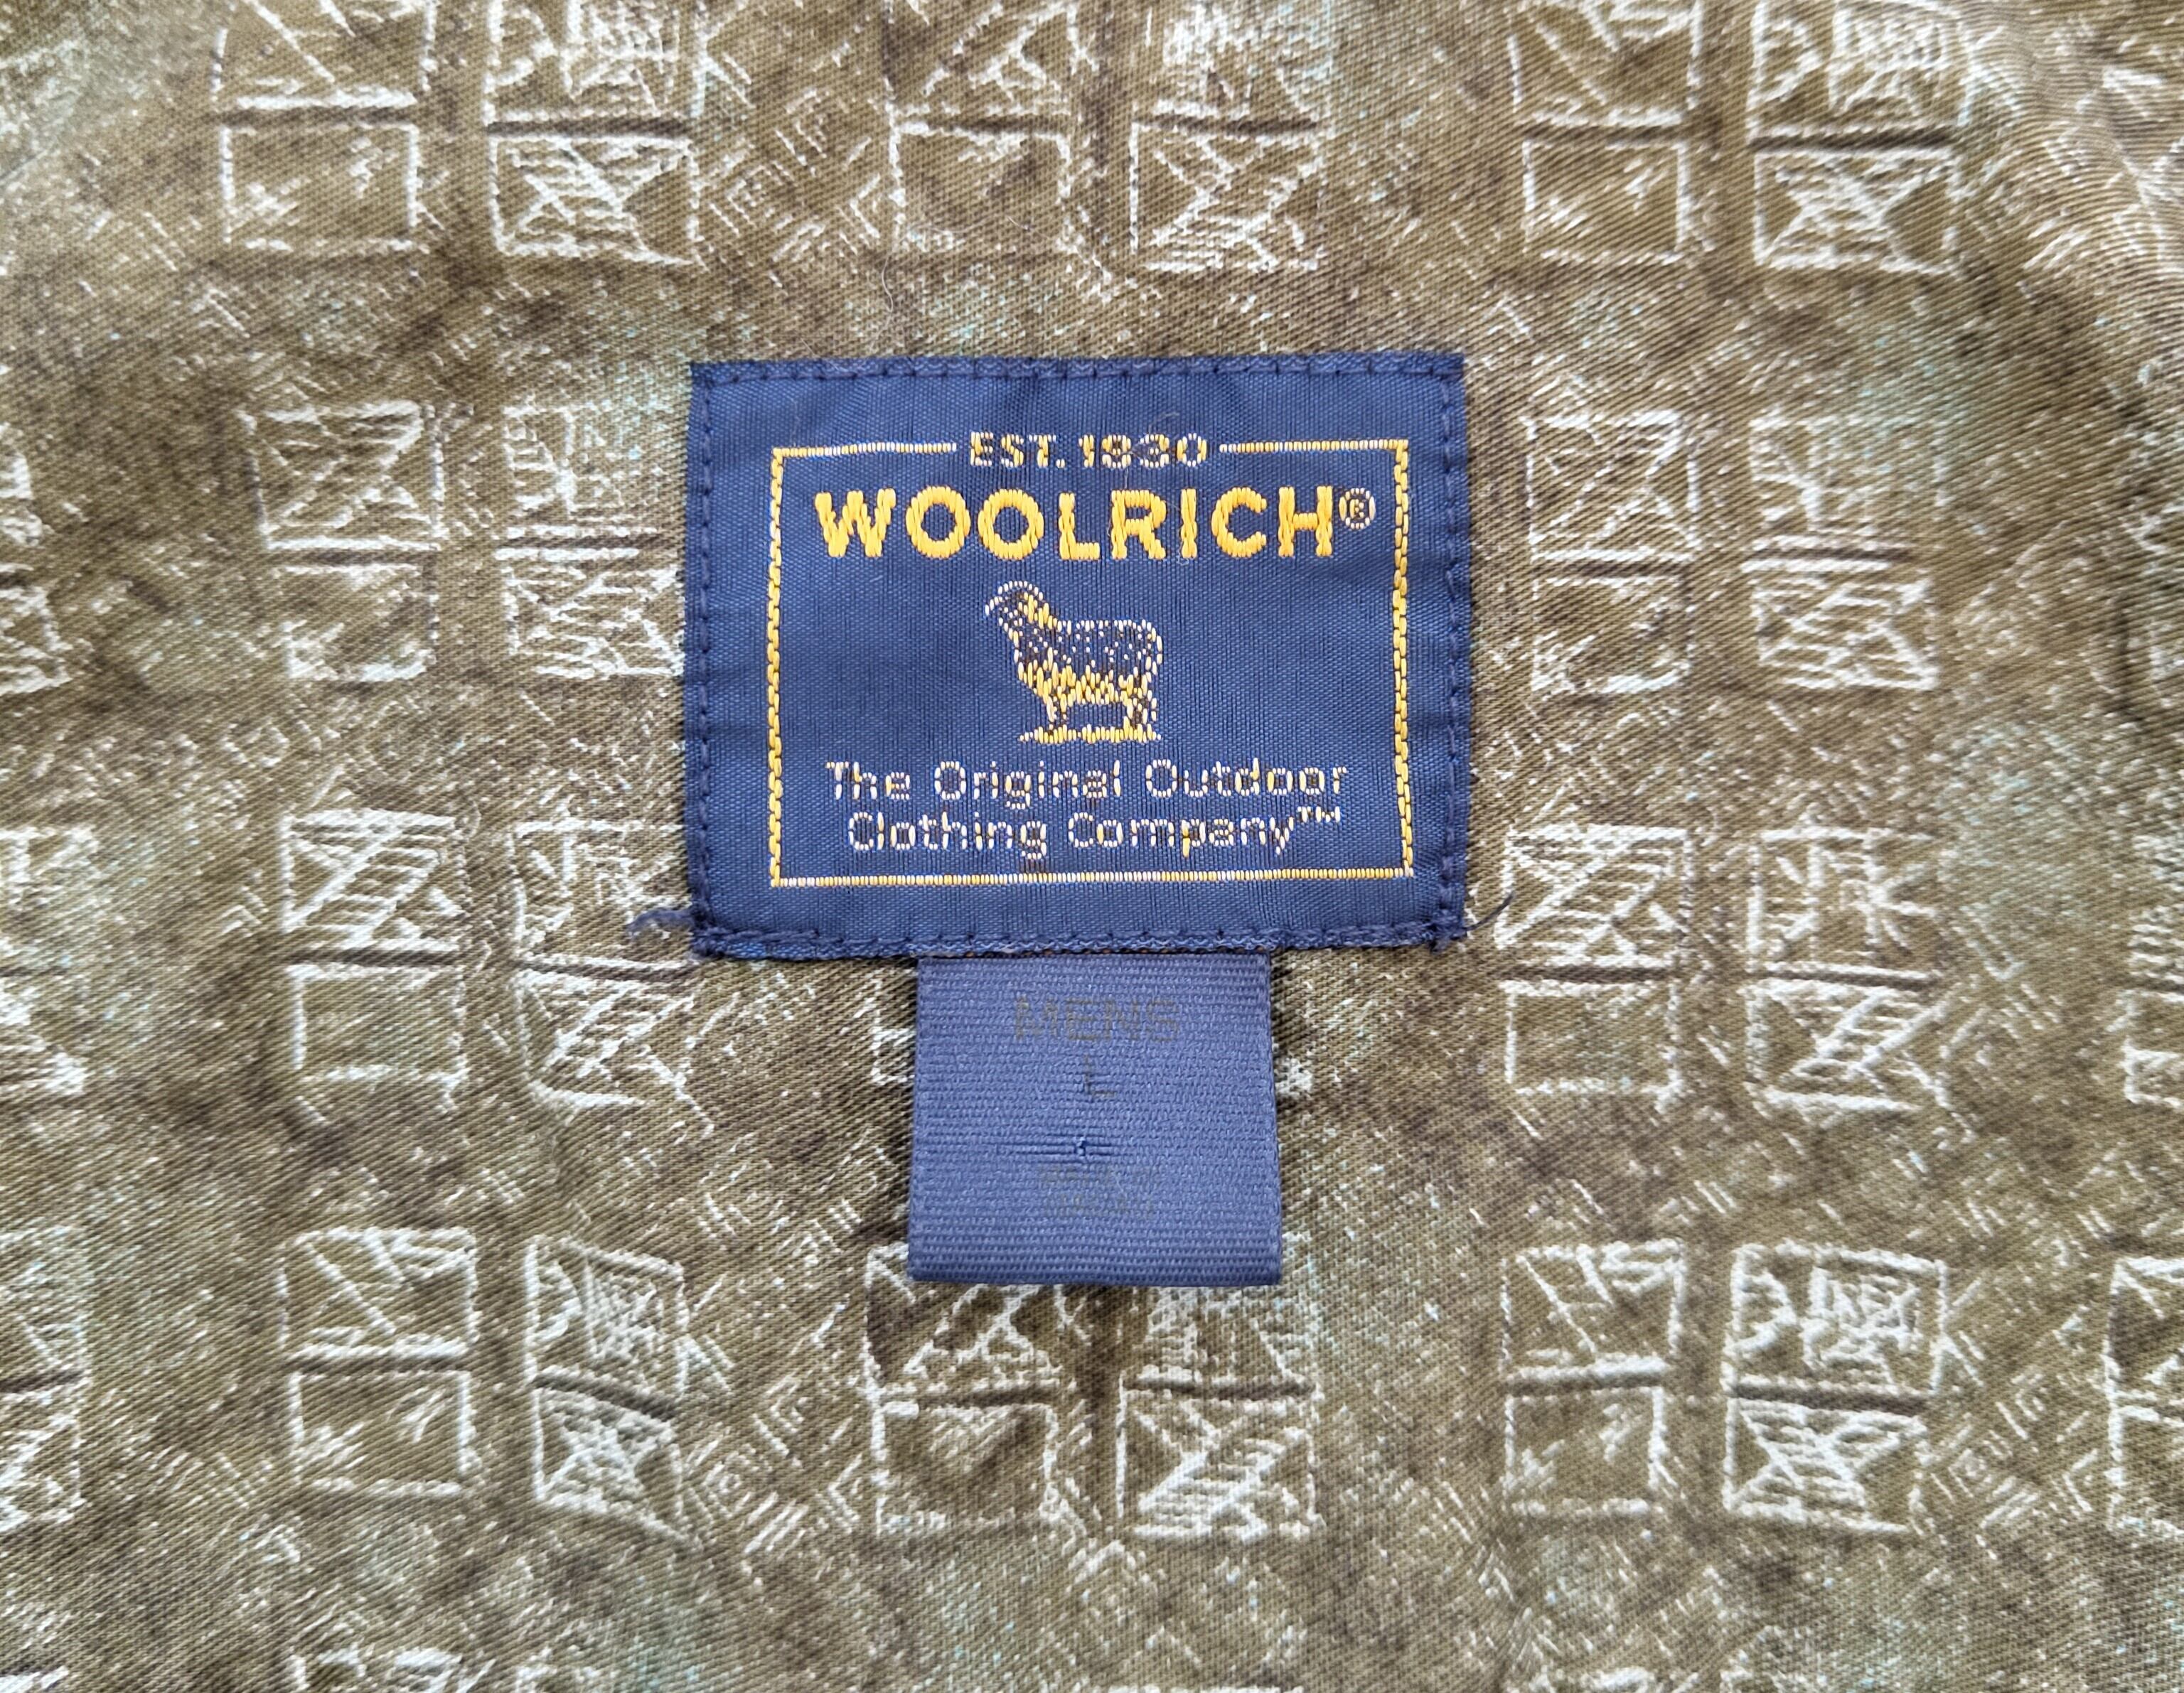 EST. 1830
WOOLRICH®
The Original Outdoor
Clothing Company™
MENS
L